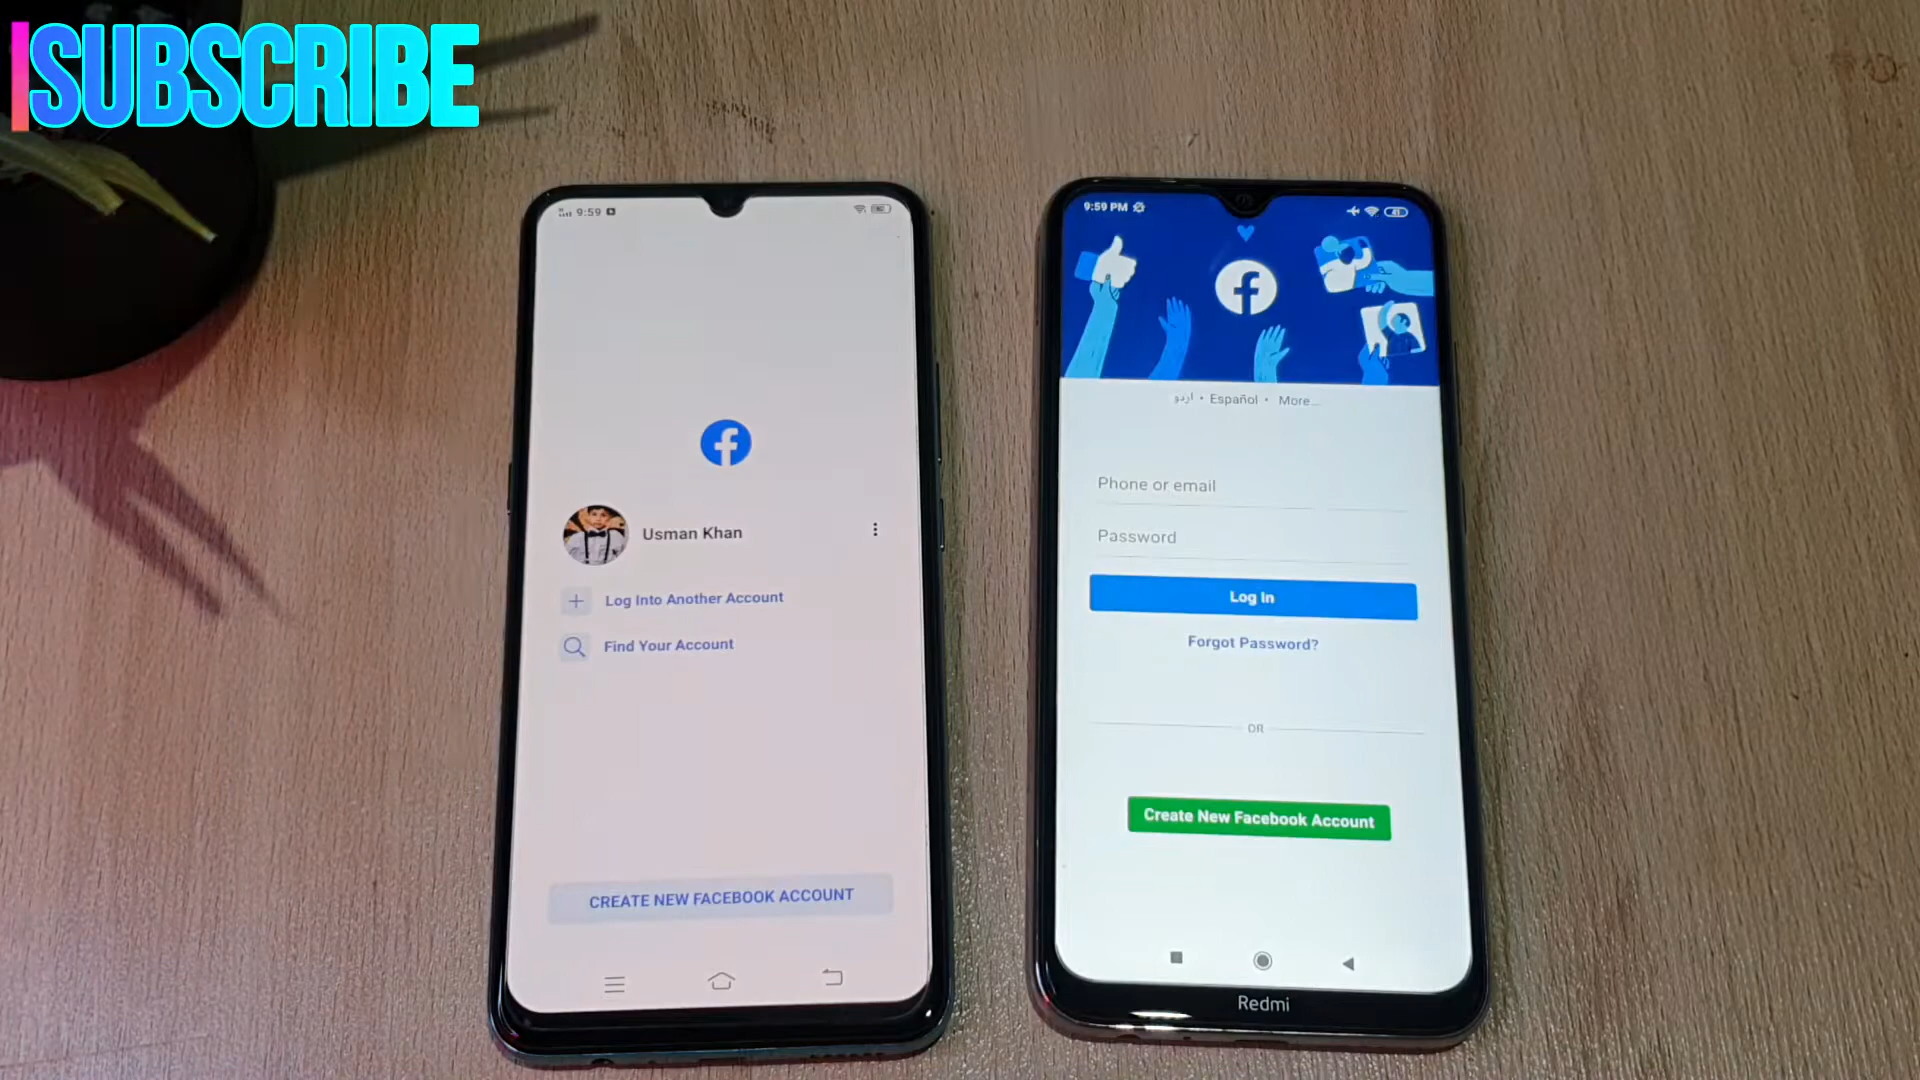 SUBSCRIBE
9:59
Usman Khan
Log Into Another Account
Find Your Account
CREATE NEW FACEBOOK ACCOUNT
9:59 PM
41
اردو • Español • More...
Phone or email
Password
Log In
Forgot Password?
OR
Create New Facebook Account
Redmi